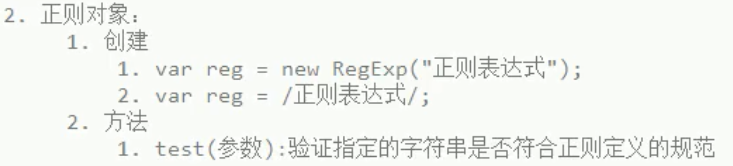 2. 正则对象:
1. 创建
1. var reg = new RegExp("正则表达式");
2. var reg = /正则表达式/;
2. 方法
1. test(参数):验证指定的字符串是否符合正则定义的规范